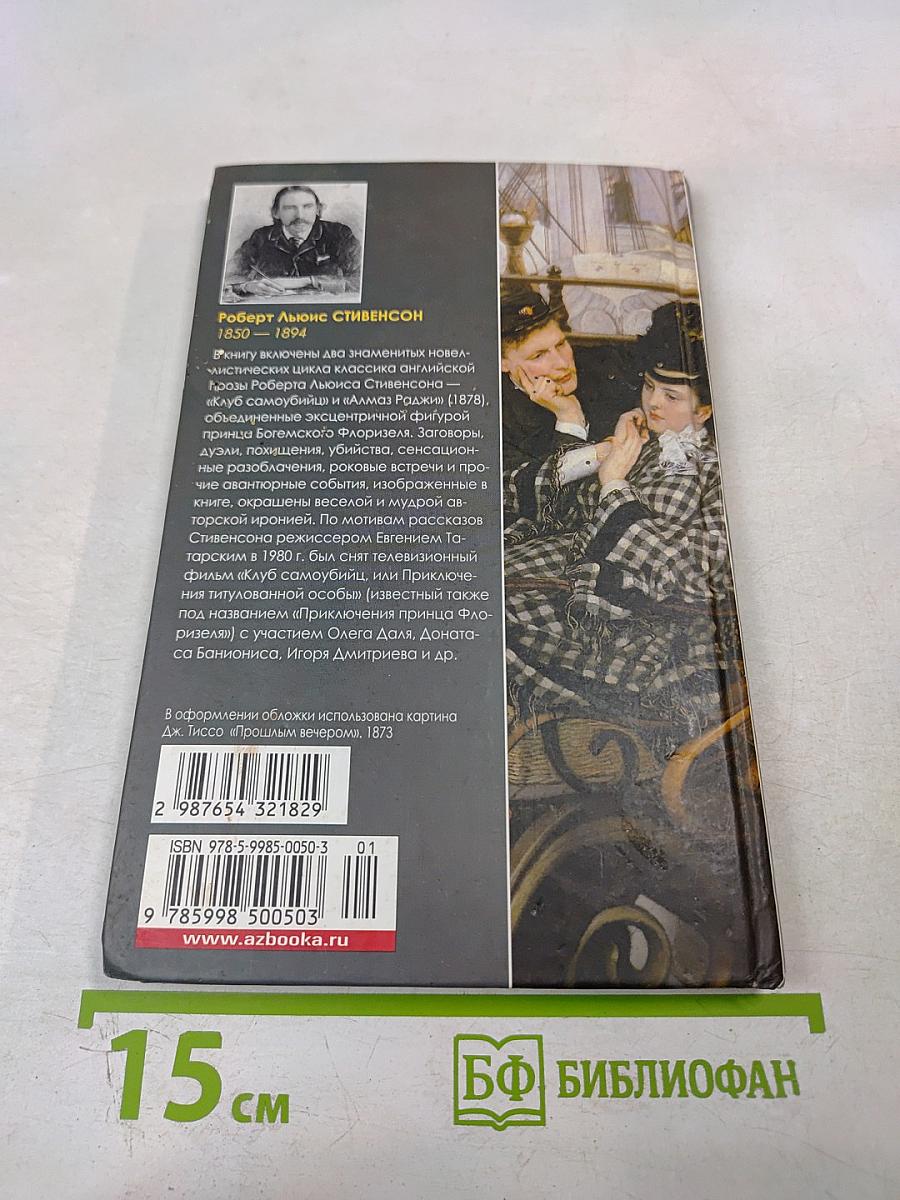 Роберт Льюис СТИВЕНСОН
1850 — 1894
В книгу включены два знаменитых новел-
листических цикла классика английской
прозы Роберта Льюиса Стивенсона —
«Клуб самоубийц» и «Алмаз Раджи» (1878),
объединенные эксцентричной фигурой
принца Богемского Флоризеля. Заговоры,
дуэли, похищения, убийства, сенсацион-
ные разоблачения, роковые встречи и про-
чие авантюрные события, изображенные в
книге, окрашены веселой и мудрой ав-
торской иронией. По мотивам рассказов
Стивенсона режиссером Евгением Та-
тарским в 1980 г. был снят телевизионный
фильм «Клуб самоубийц, или Приключе-
ния титулованной особы» (известный также
под названием «Приключения принца Фло-
ризеля») с участием Олега Даля, Доната-
са Баниониса, Игоря Дмитриева и др.
В оформлении обложки использована картина
Дж. Тиссо «Прошлым вечером». 1873
2 987654 321829
ISBN 978-5-9985-0050-3 01
9 785998 500503
www.azbooka.ru
15 см
БФ БИБЛИОФАН